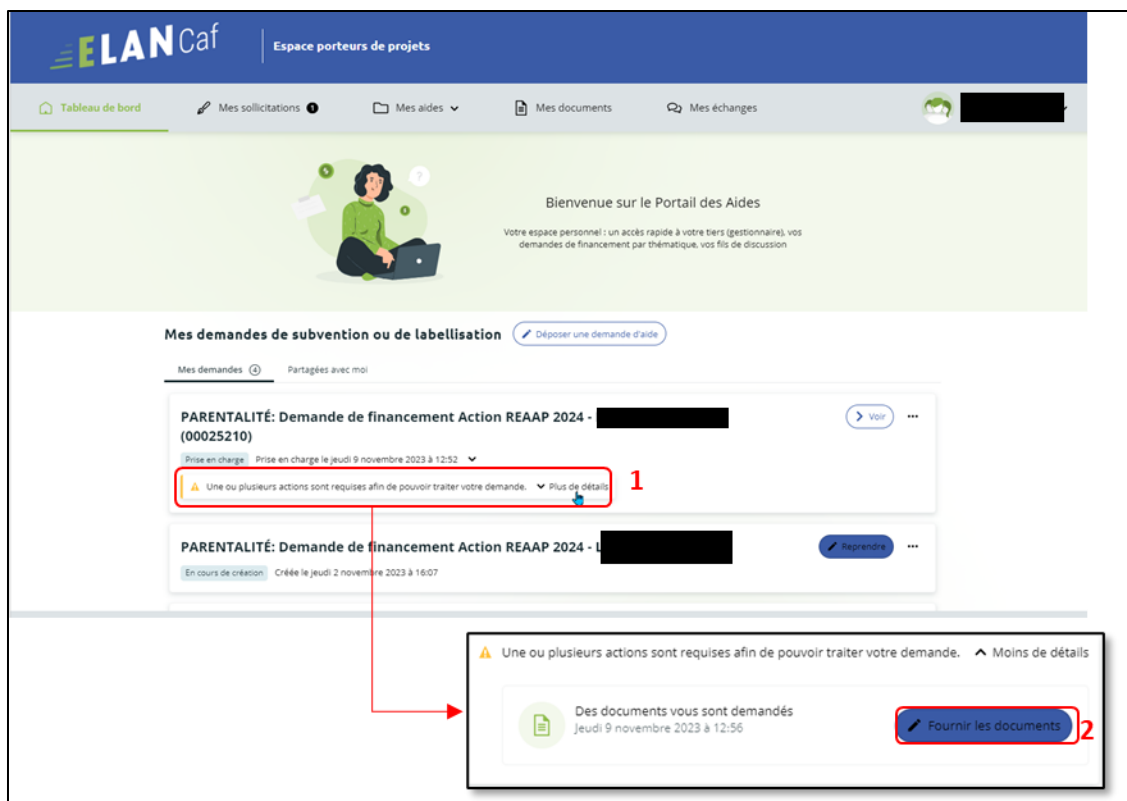 ELAN Caf
Espace porteurs de projets
Tableau de bord
Mes sollicitations 1
Mes aides
Mes documents
Mes échanges
?
Bienvenue sur le Portail des Aides
Votre espace personnel : un accès rapide à votre tiers (gestionnaire), vos
demandes de financement par thématique, vos fils de discussion
Mes demandes de subvention ou de labellisation
Déposer une demande d'aide
Mes demandes 4
Partagées avec moi
PARENTALITÉ: Demande de financement Action REAAP 2024 -
(00025210)
Voir
Prise en charge Prise en charge le jeudi 9 novembre 2023 à 12:52
Une ou plusieurs actions sont requises afin de pouvoir traiter votre demande. Plus de détails
1
PARENTALITÉ: Demande de financement Action REAAP 2024 - L
Reprendre
En cours de création Créée le jeudi 2 novembre 2023 à 16:07
Une ou plusieurs actions sont requises afin de pouvoir traiter votre demande. Moins de détails
Des documents vous sont demandés
Jeudi 9 novembre 2023 à 12:56
Fournir les documents
2